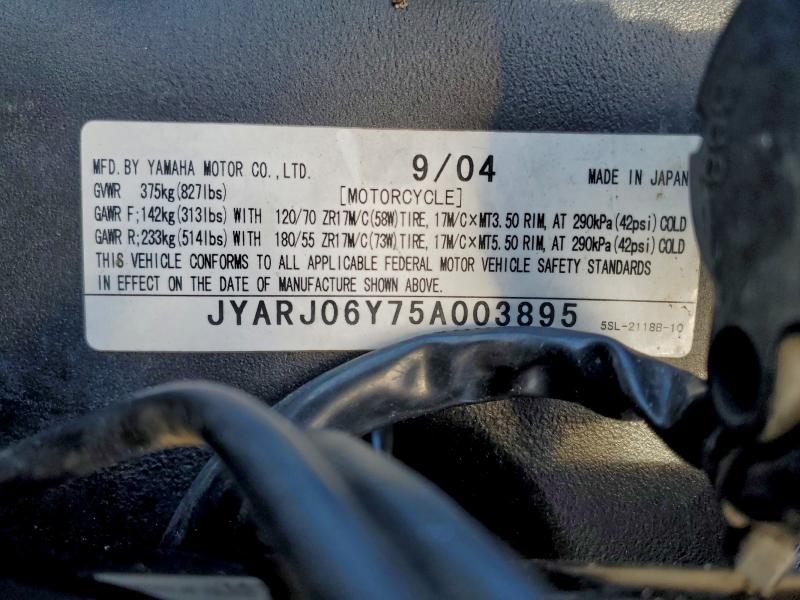 MFD. BY YAMAHA MOTOR CO., LTD. 9/04 MADE IN JAPAN
GVWR 375kg(827lbs) [MOTORCYCLE]
GAWR F;142kg(313lbs) WITH 120/70 ZR17M/C(58W)TIRE, 17M/C×MT3.50 RIM, AT 290kPa(42psi)COLD
GAWR R;233kg(514lbs) WITH 180/55 ZR17M/C(73W)TIRE, 17M/C×MT5.50 RIM, AT 290kPa(42psi)COLD
THIS VEHICLE CONFORMS TO ALL APPLICABLE FEDERAL MOTOR VEHICLE SAFETY STANDARDS
IN EFFECT ON THE DATE OF MANUFACTURE SHOWN ABOVE.
JYARJ06Y75A003895 5SL-2118B-10